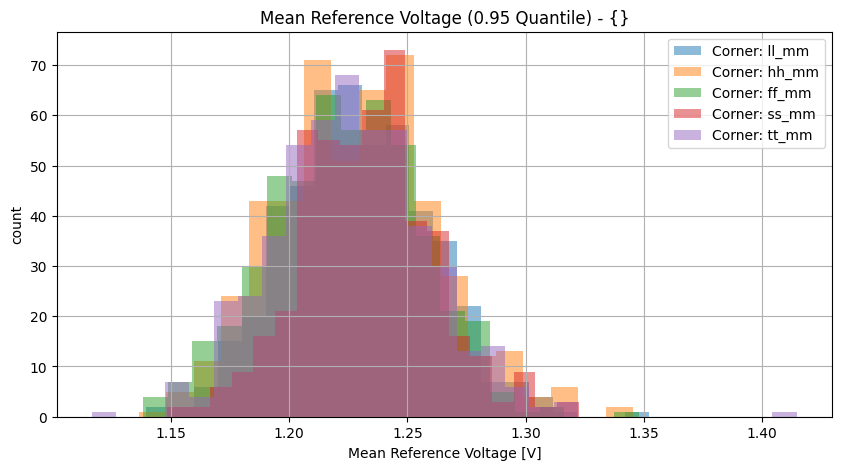 Mean Reference Voltage (0.95 Quantile) - {}
Corner: ll_mm
Corner: hh_mm
Corner: ff_mm
Corner: ss_mm
Corner: tt_mm
count
70
60
50
40
30
20
10
0
1.15 1.20 1.25 1.30 1.35 1.40
Mean Reference Voltage [V]